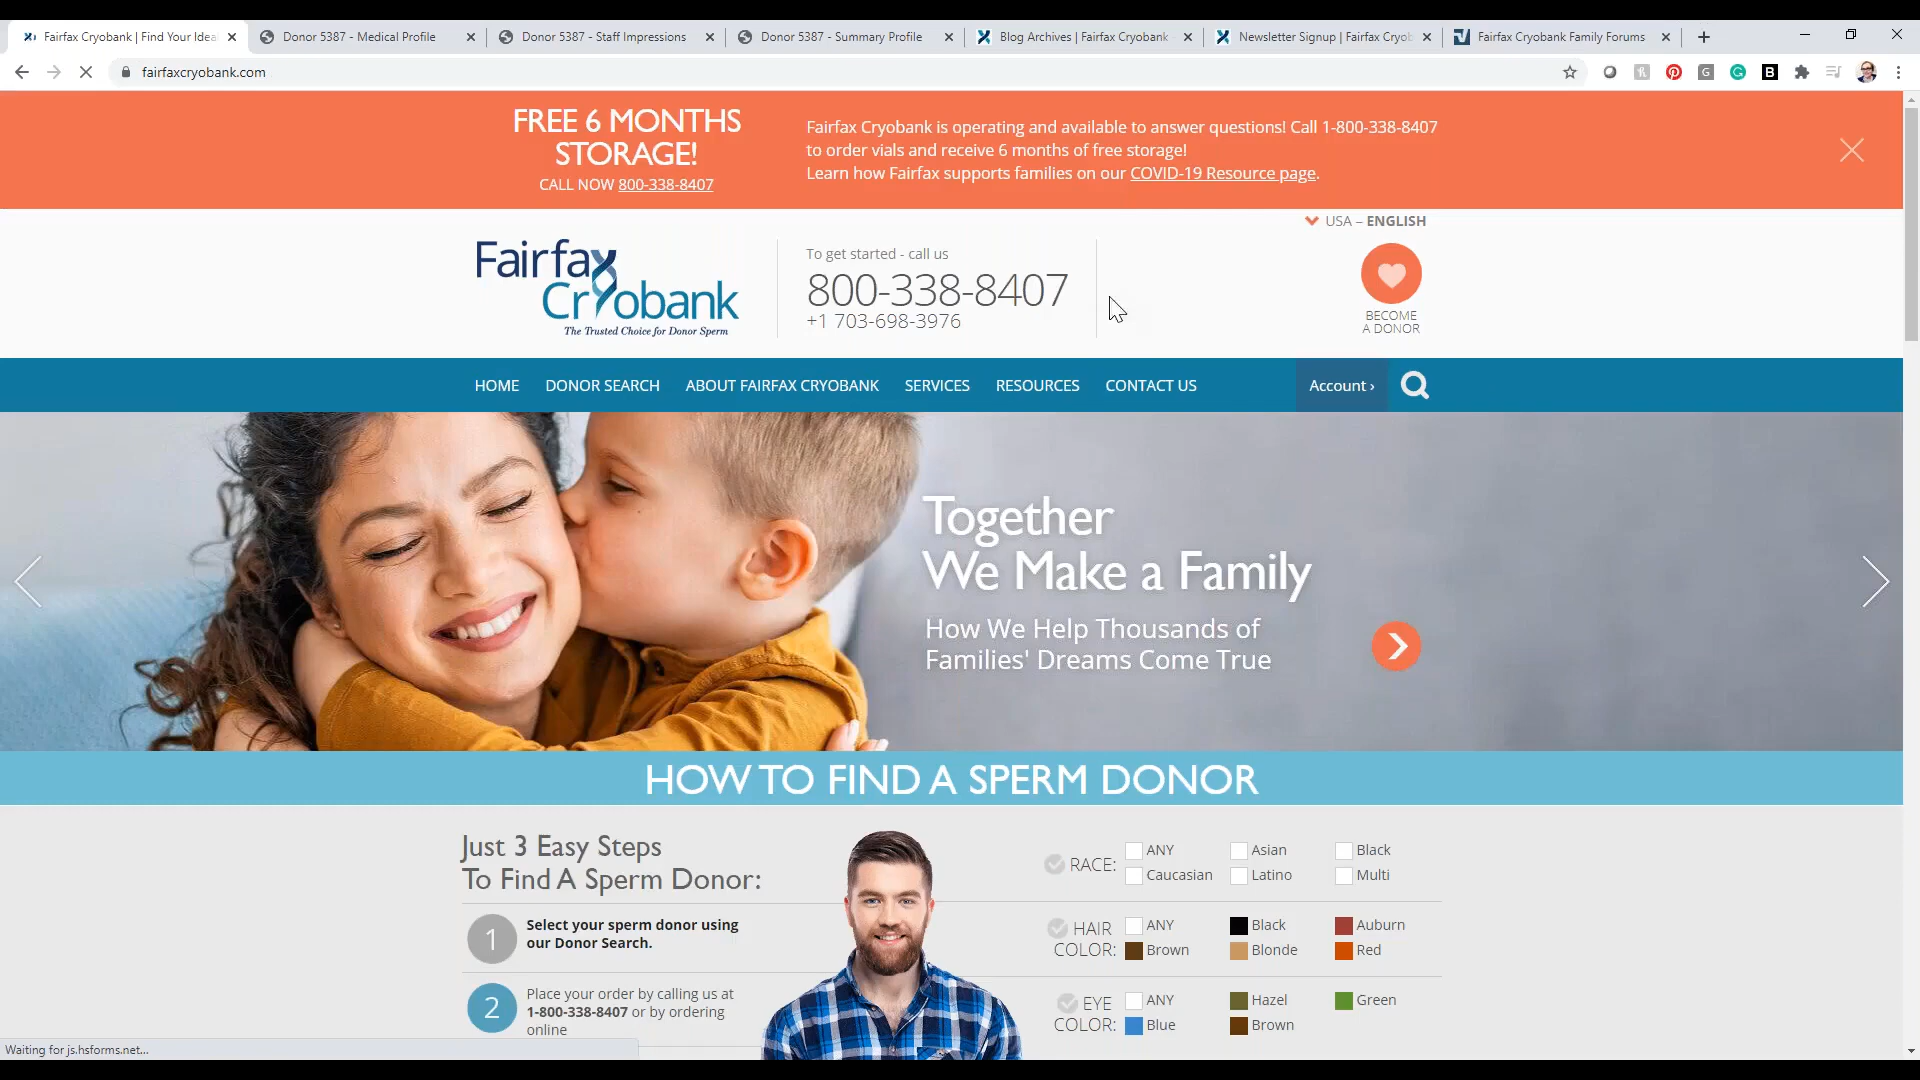 Fairfax Cryobank | Find Your Idea
Donor 5387 - Medical Profile
Donor 5387 - Staff Impressions
Donor 5387 - Summary Profile
Blog Archives | Fairfax Cryobank
Newsletter Signup | Fairfax Cryob
Fairfax Cryobank Family Forums
fairfaxcryobank.com
FREE 6 MONTHS
STORAGE!
CALL NOW 800-338-8407
Fairfax Cryobank is operating and available to answer questions! Call 1-800-338-8407
to order vials and receive 6 months of free storage!
Learn how Fairfax supports families on our COVID-19 Resource page.
USA – ENGLISH
Fairfax
Cryobank
The Trusted Choice for Donor Sperm
To get started - call us
800-338-8407
+1 703-698-3976
BECOME
A DONOR
HOME DONOR SEARCH ABOUT FAIRFAX CRYOBANK SERVICES RESOURCES CONTACT US Account ›
Together
We Make a Family
How We Help Thousands of
Families' Dreams Come True
HOW TO FIND A SPERM DONOR
Just 3 Easy Steps
To Find A Sperm Donor:
1
Select your sperm donor using
our Donor Search.
2
Place your order by calling us at
1-800-338-8407 or by ordering
online
RACE:
ANY Asian Black
Caucasian Latino Multi
HAIR
COLOR:
ANY Black Auburn
Brown Blonde Red
EYE
COLOR:
ANY Hazel Green
Blue Brown
Waiting for js.hsforms.net...